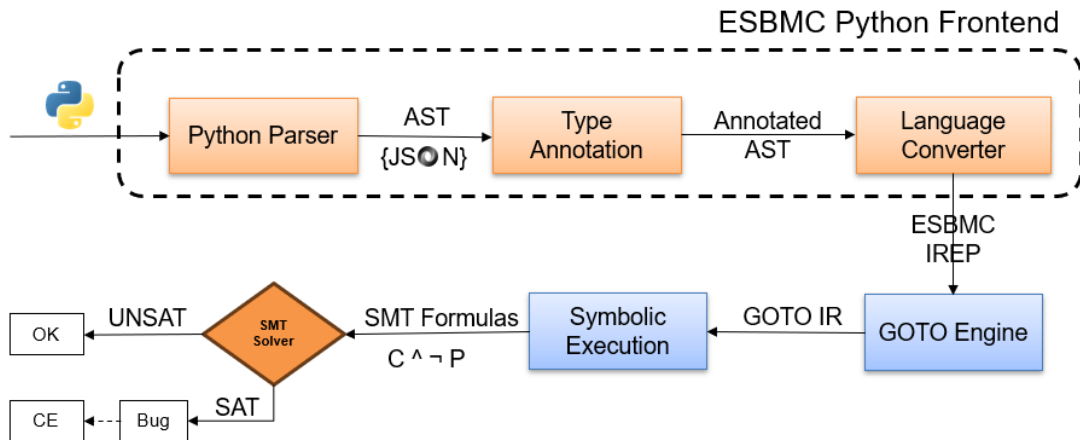 ESBMC Python Frontend
Python Parser
AST
{JSON}
Type
Annotation
Annotated
AST
Language
Converter
ESBMC
IREP
GOTO Engine
GOTO IR
Symbolic
Execution
SMT Formulas
C ^ ¬ P
SMT
Solver
UNSAT
OK
SAT
Bug
CE